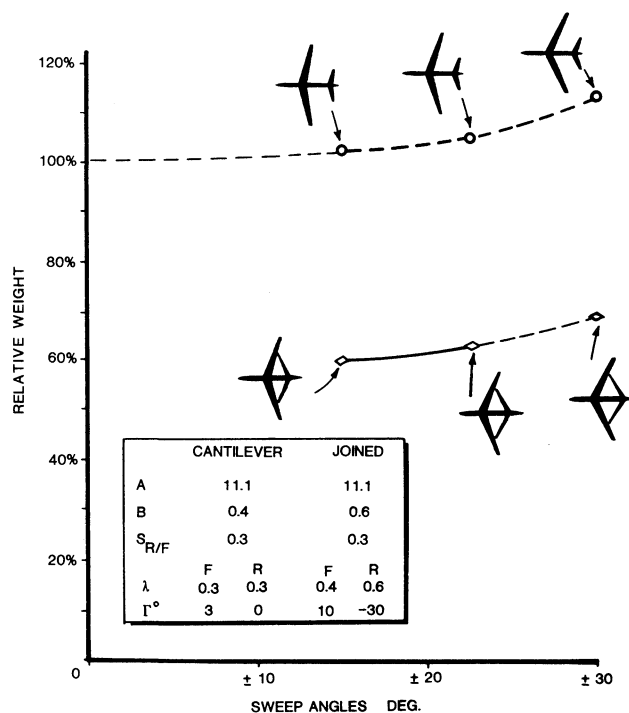 120%
100%
80%
60%
40%
20%
0
± 10
± 20
± 30
RELATIVE WEIGHT
SWEEP ANGLES DEG.
CANTILEVER JOINED
A 11.1 11.1
B 0.4 0.6
S R/F 0.3 0.3
F R F R
λ 0.3 0.3 0.4 0.6
Γ° 3 0 10 -30